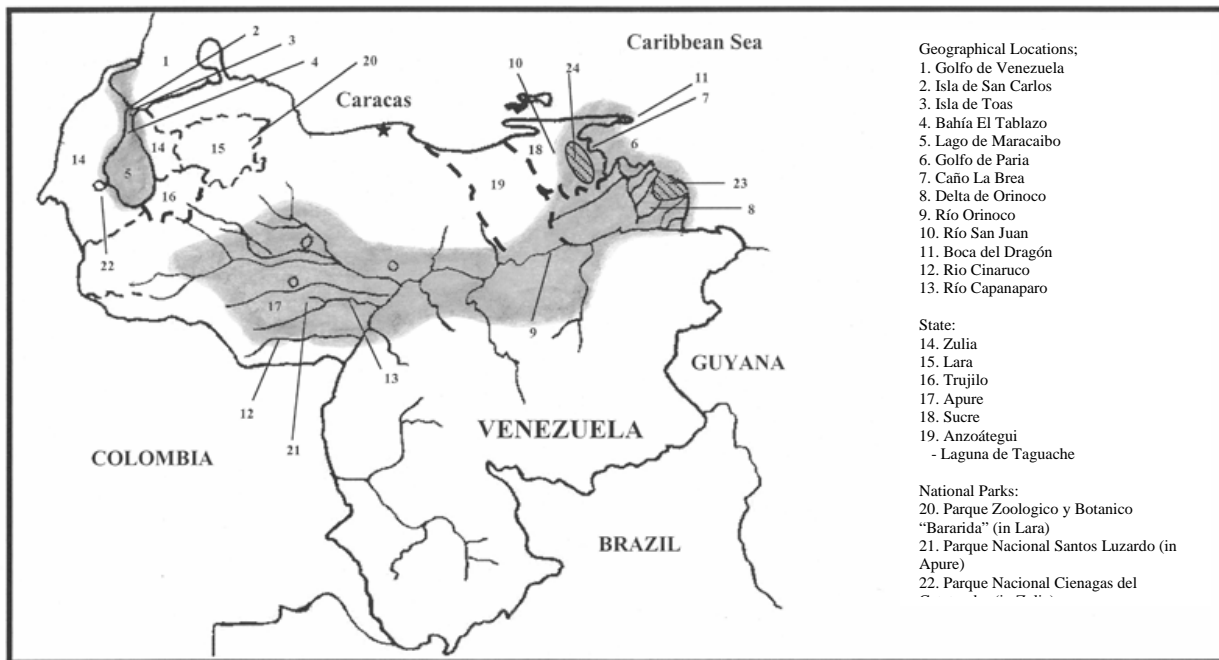 Caribbean Sea
Caracas
COLOMBIA
VENEZUELA
GUYANA
BRAZIL
1
2
3
4
20
10
24
11
7
14
14
15
18
6
5
16
19
23
8
22
17
9
13
12
21
Geographical Locations;
1. Golfo de Venezuela
2. Isla de San Carlos
3. Isla de Toas
4. Bahía El Tablazo
5. Lago de Maracaibo
6. Golfo de Paria
7. Caño La Brea
8. Delta de Orinoco
9. Río Orinoco
10. Río San Juan
11. Boca del Dragón
12. Rio Cinaruco
13. Río Capanaparo
State:
14. Zulia
15. Lara
16. Trujilo
17. Apure
18. Sucre
19. Anzoátegui
- Laguna de Taguache
National Parks:
20. Parque Zoologico y Botanico
“Bararida” (in Lara)
21. Parque Nacional Santos Luzardo (in
Apure)
22. Parque Nacional Cienagas del